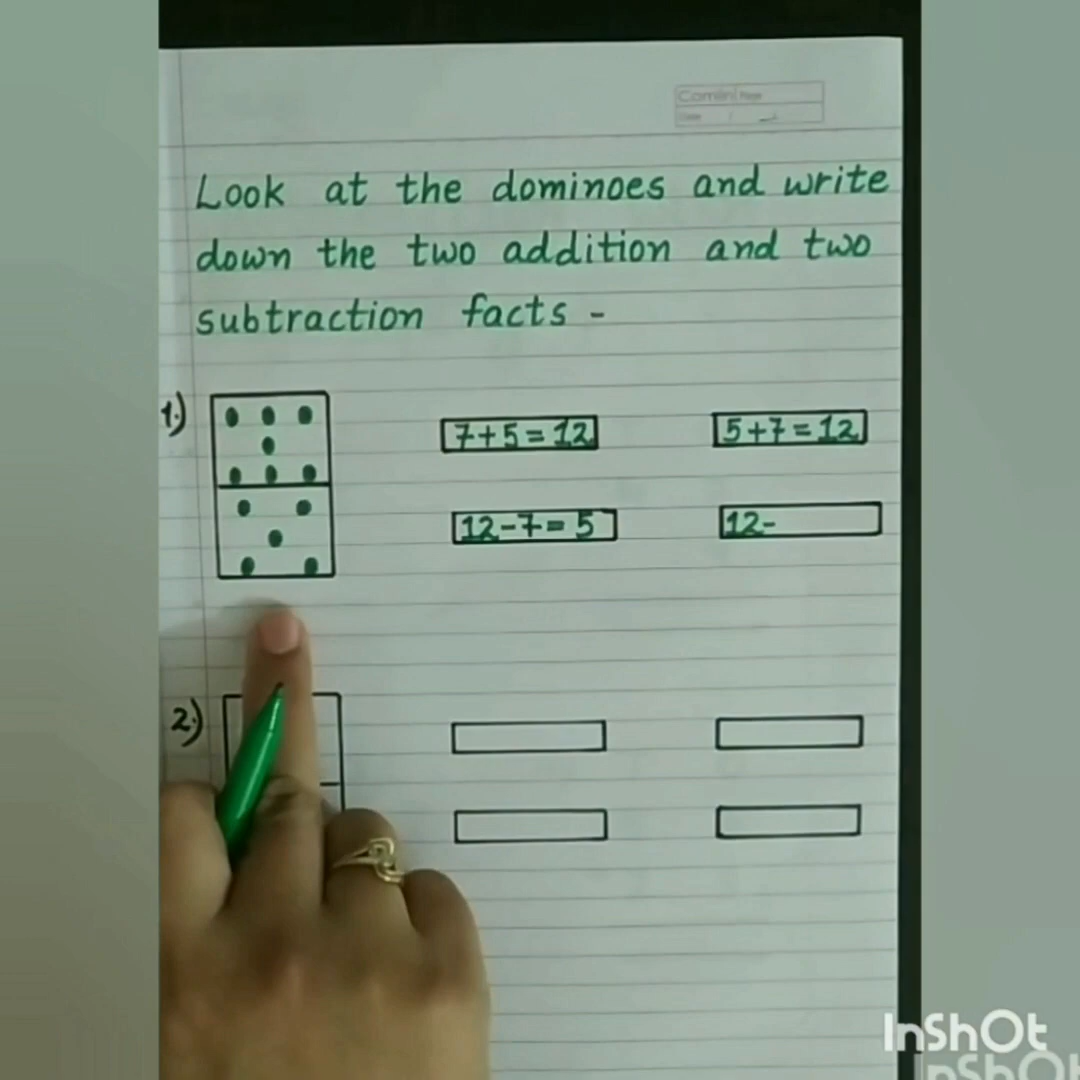 Look at the dominoes and write
down the two addition and two
subtraction facts -
1.)
7+5=12
5+7=12
12-7=5
12-
2.)
InShOt
InShOt